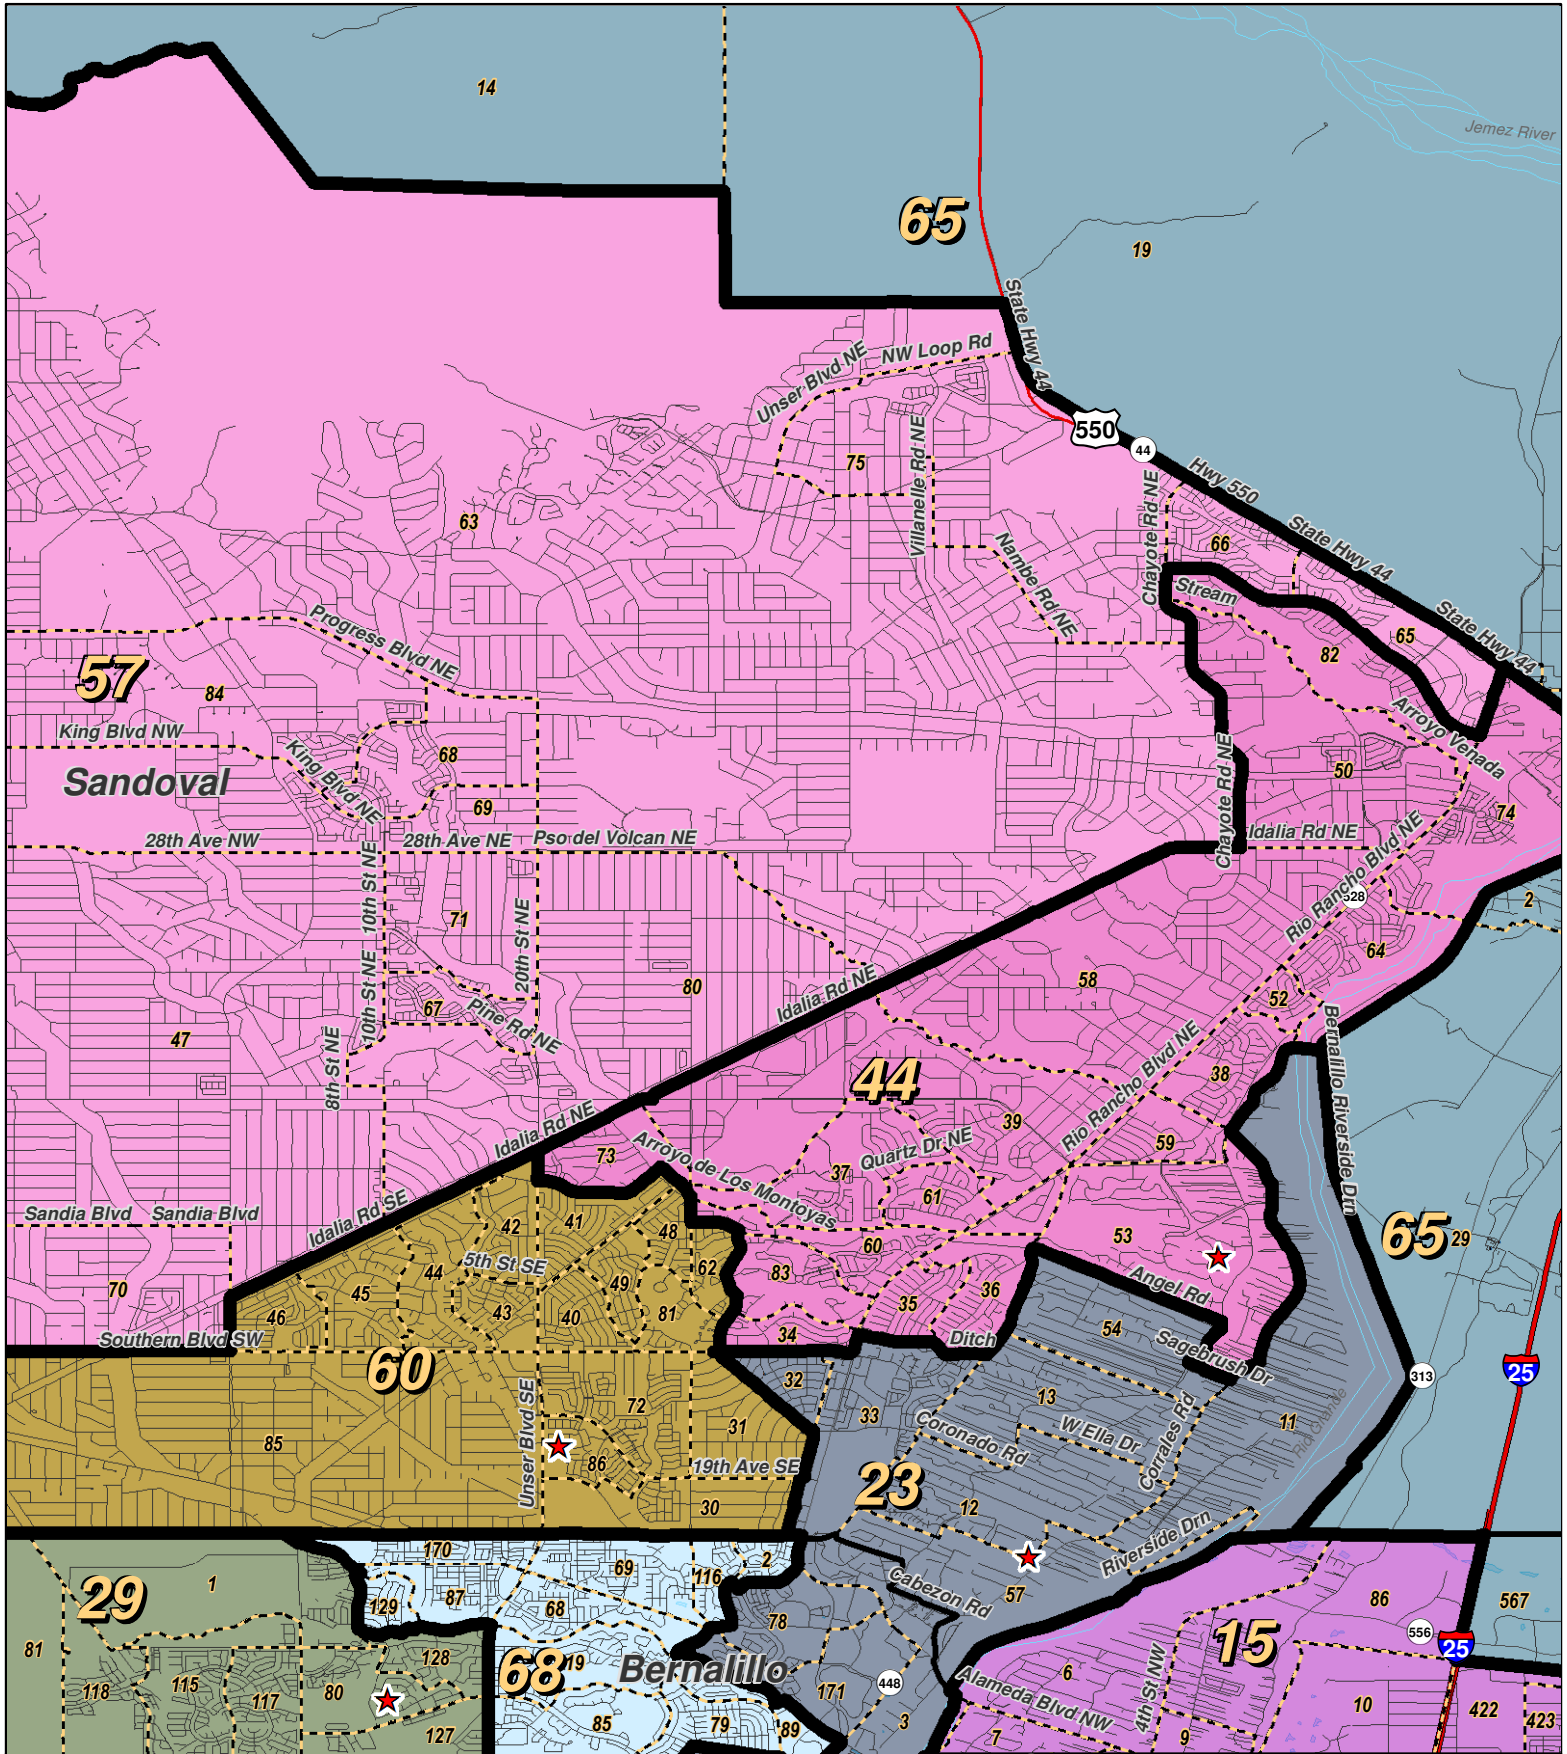 14
Jemez River
65
19
State Hwy 44
NW Loop Rd
Unser Blvd NE
550
44
Villanelle Rd NE
75
Hwy 550
Chayote Rd NE
63
State Hwy 44
66
Nambe Rd NE
Stream
State Hwy 44
Progress Blvd NE
65
82
57
84
Arroyo Venada
King Blvd NW
King Blvd NE
68
Chayote Rd NE
50
Sandoval
69
74
28th Ave NW
28th Ave NE
Pso del Volcan NE
Idalia Rd NE
10th St NE
Rio Rancho Blvd NE
528
2
71
20th St NE
64
10th St NE
80
Idalia Rd NE
58
52
67
Pine Rd NE
Bernalillo Riverside Drn
47
8th St NE
Rio Rancho Blvd NE
44
38
Idalia Rd NE
39
73
Arroyo de Los Montoyas
Quartz Dr NE
59
37
61
Sandia Blvd
Sandia Blvd
Idalia Rd SE
42
41
48
53
65
29
60
5th St SE
44
62
83
49
70
45
43
40
81
36
35
Angel Rd
46
Southern Blvd SW
34
Ditch
54
Sagebrush Dr
60
32
25
313
72
13
Unser Blvd SE
31
33
Coronado Rd
W Ella Dr
Corrales Rd
11
Rio Grande
85
86
19th Ave SE
23
30
12
Riverside Drn
170
69
2
116
1
29
87
129
68
Cabezon Rd
57
86
567
78
15
556
25
81
128
68
19
Bernalillo
118
115
117
80
171
448
6
Alameda Blvd NW
4th St NW
10
422
423
127
85
79
89
3
7
9